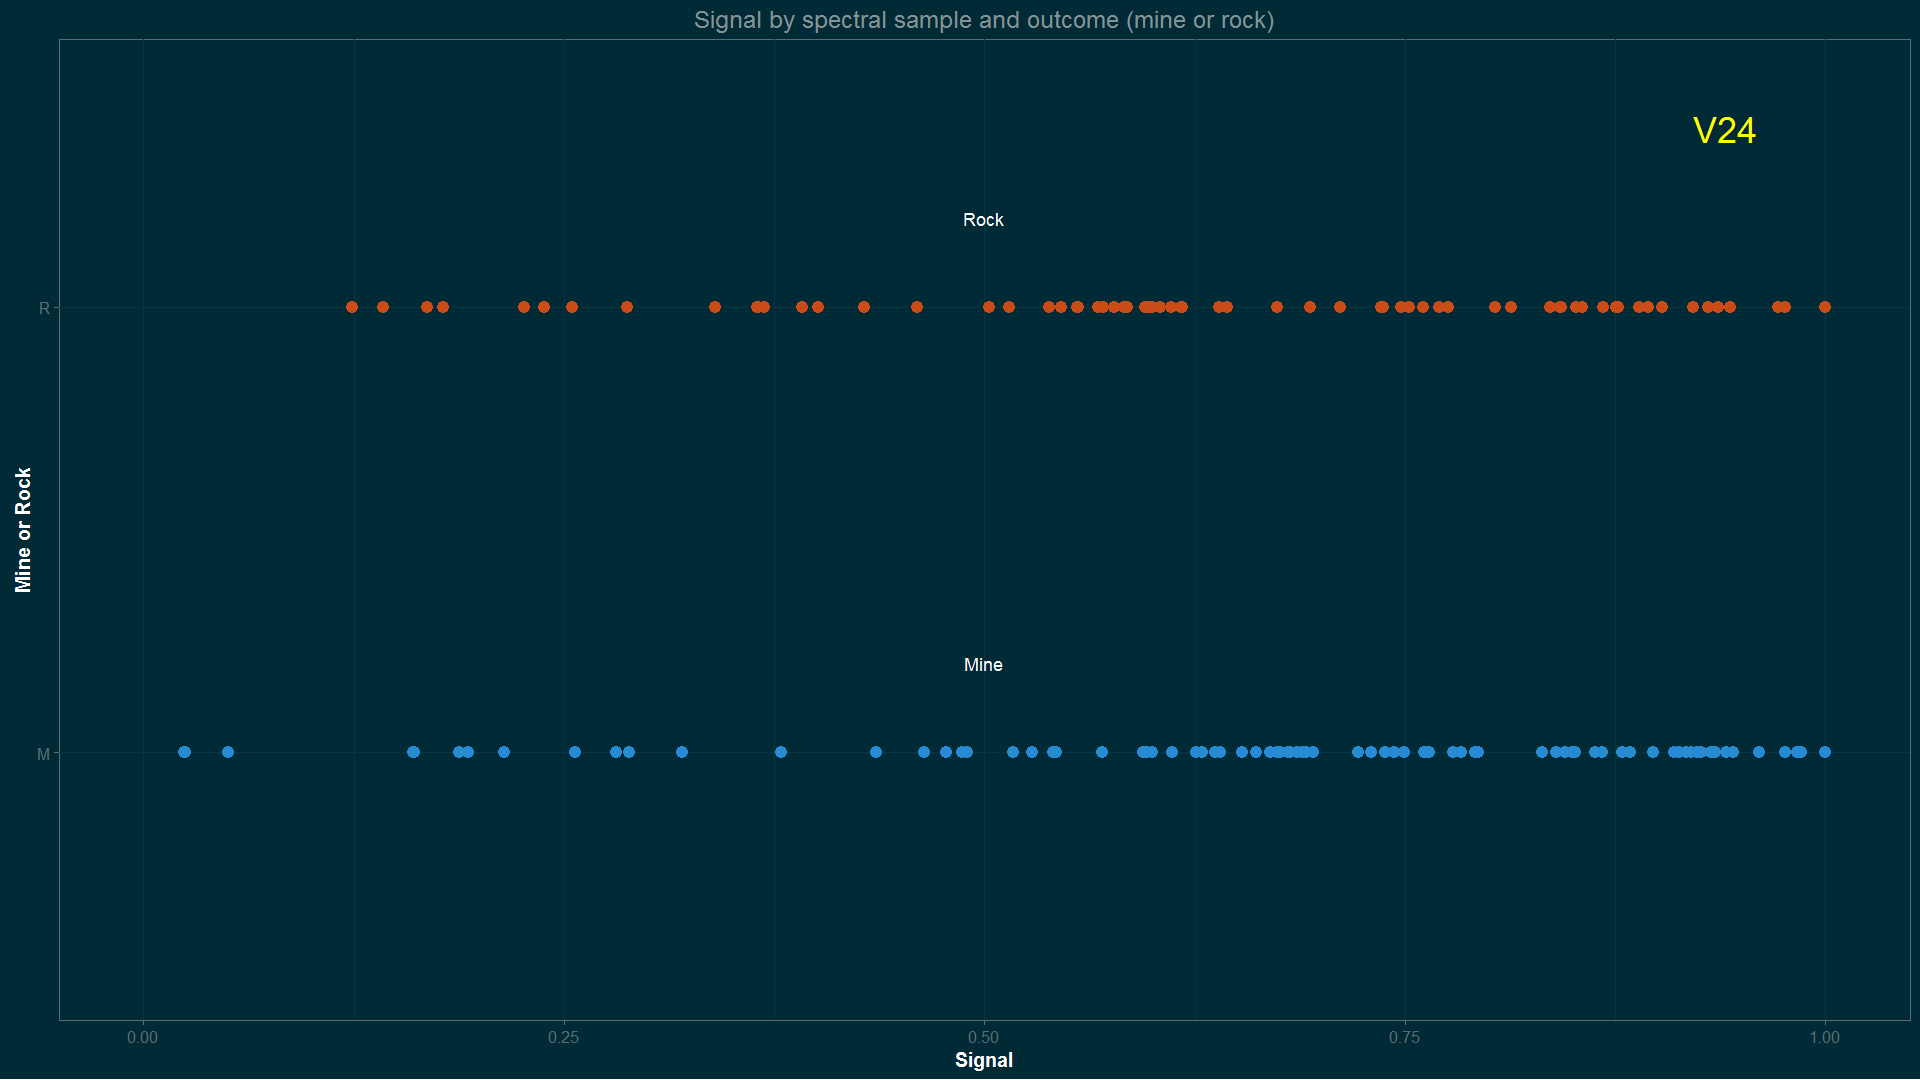 Signal by spectral sample and outcome (mine or rock)
V24
Rock
R
Mine or Rock
Mine
M
0.00 0.25 0.50 0.75 1.00
Signal